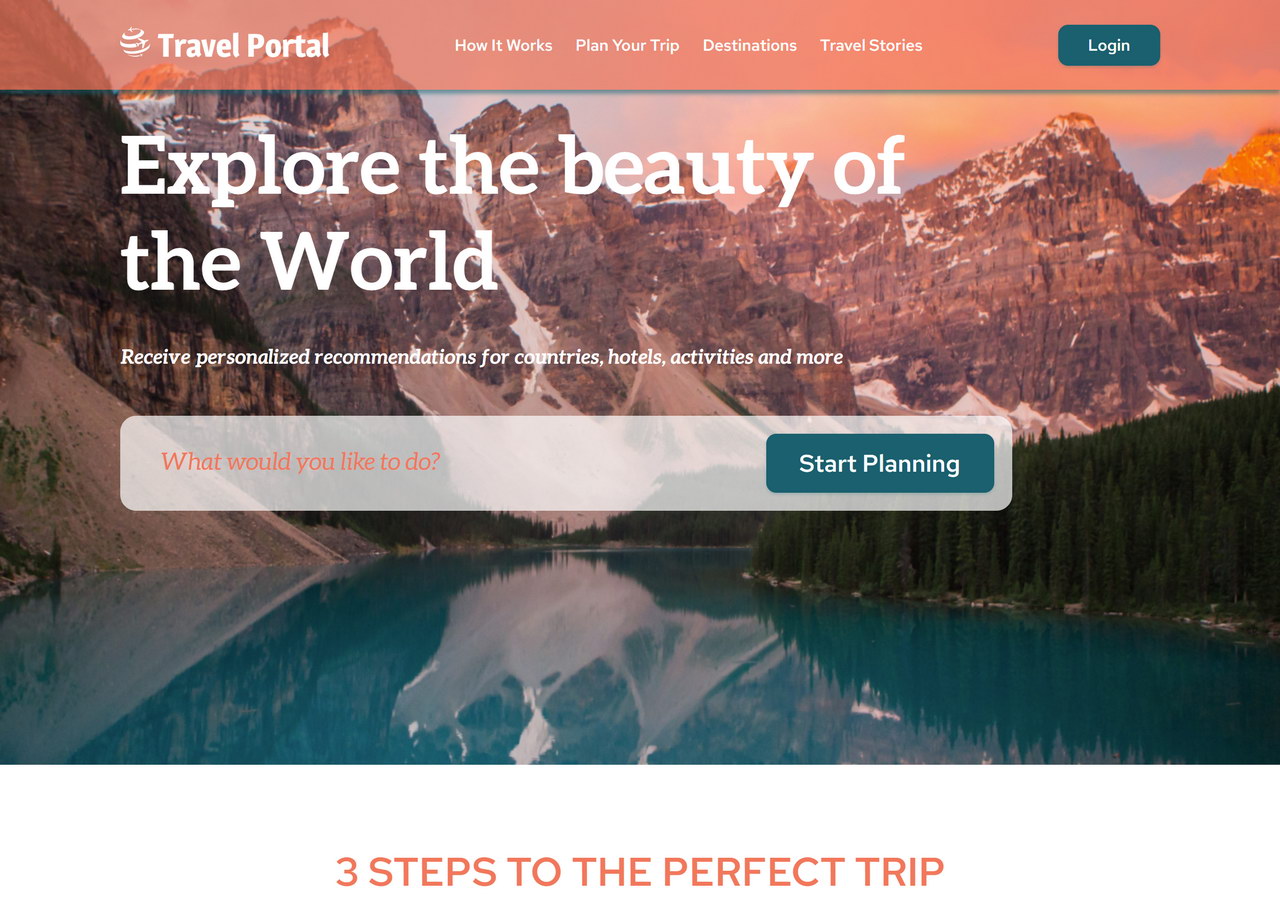 Travel Portal
How It Works
Plan Your Trip
Destinations
Travel Stories
Login
Explore the beauty of
the World
Receive personalized recommendations for countries, hotels, activities and more
What would you like to do?
Start Planning
3 STEPS TO THE PERFECT TRIP